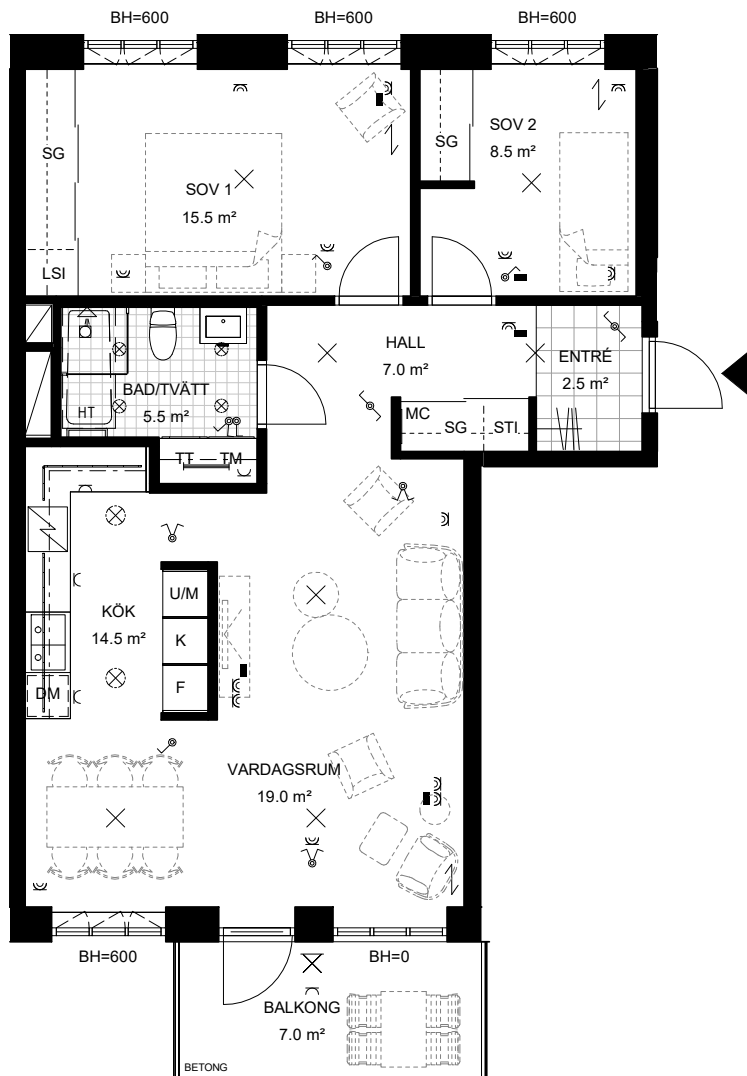 BH=600
BH=600
BH=600
SG
SOV 1
15.5 m²
LSI
SOV 2
8.5 m²
SG
HALL
7.0 m²
ENTRÉ
2.5 m²
BAD/TVÄTT
5.5 m²
HT
MC
SG
STI.
TT
TM
KÖK
14.5 m²
U/M
K
F
DM
VARDAGSRUM
19.0 m²
BH=600
BH=0
BALKONG
7.0 m²
BETONG